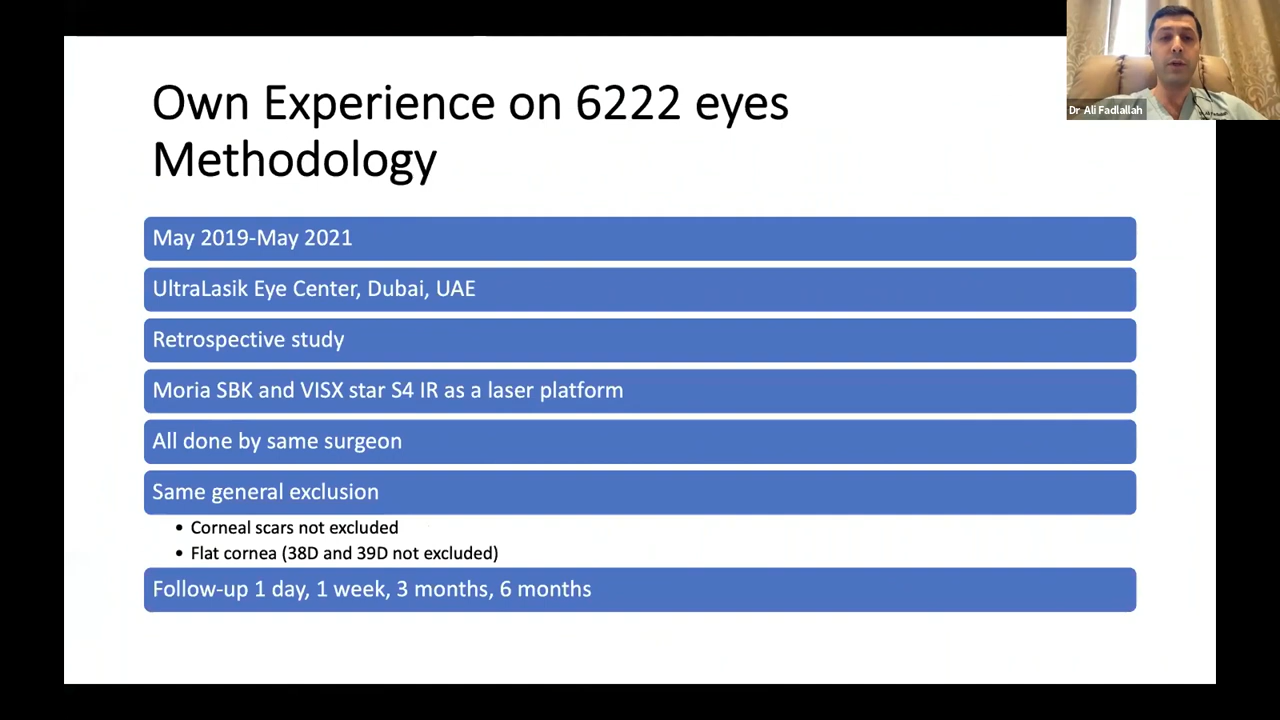 Own Experience on 6222 eyes
Methodology
May 2019-May 2021
UltraLasik Eye Center, Dubai, UAE
Retrospective study
Moria SBK and VISX star S4 IR as a laser platform
All done by same surgeon
Same general exclusion
• Corneal scars not excluded
• Flat cornea (38D and 39D not excluded)
Follow-up 1 day, 1 week, 3 months, 6 months
Dr Ali Fadlallah